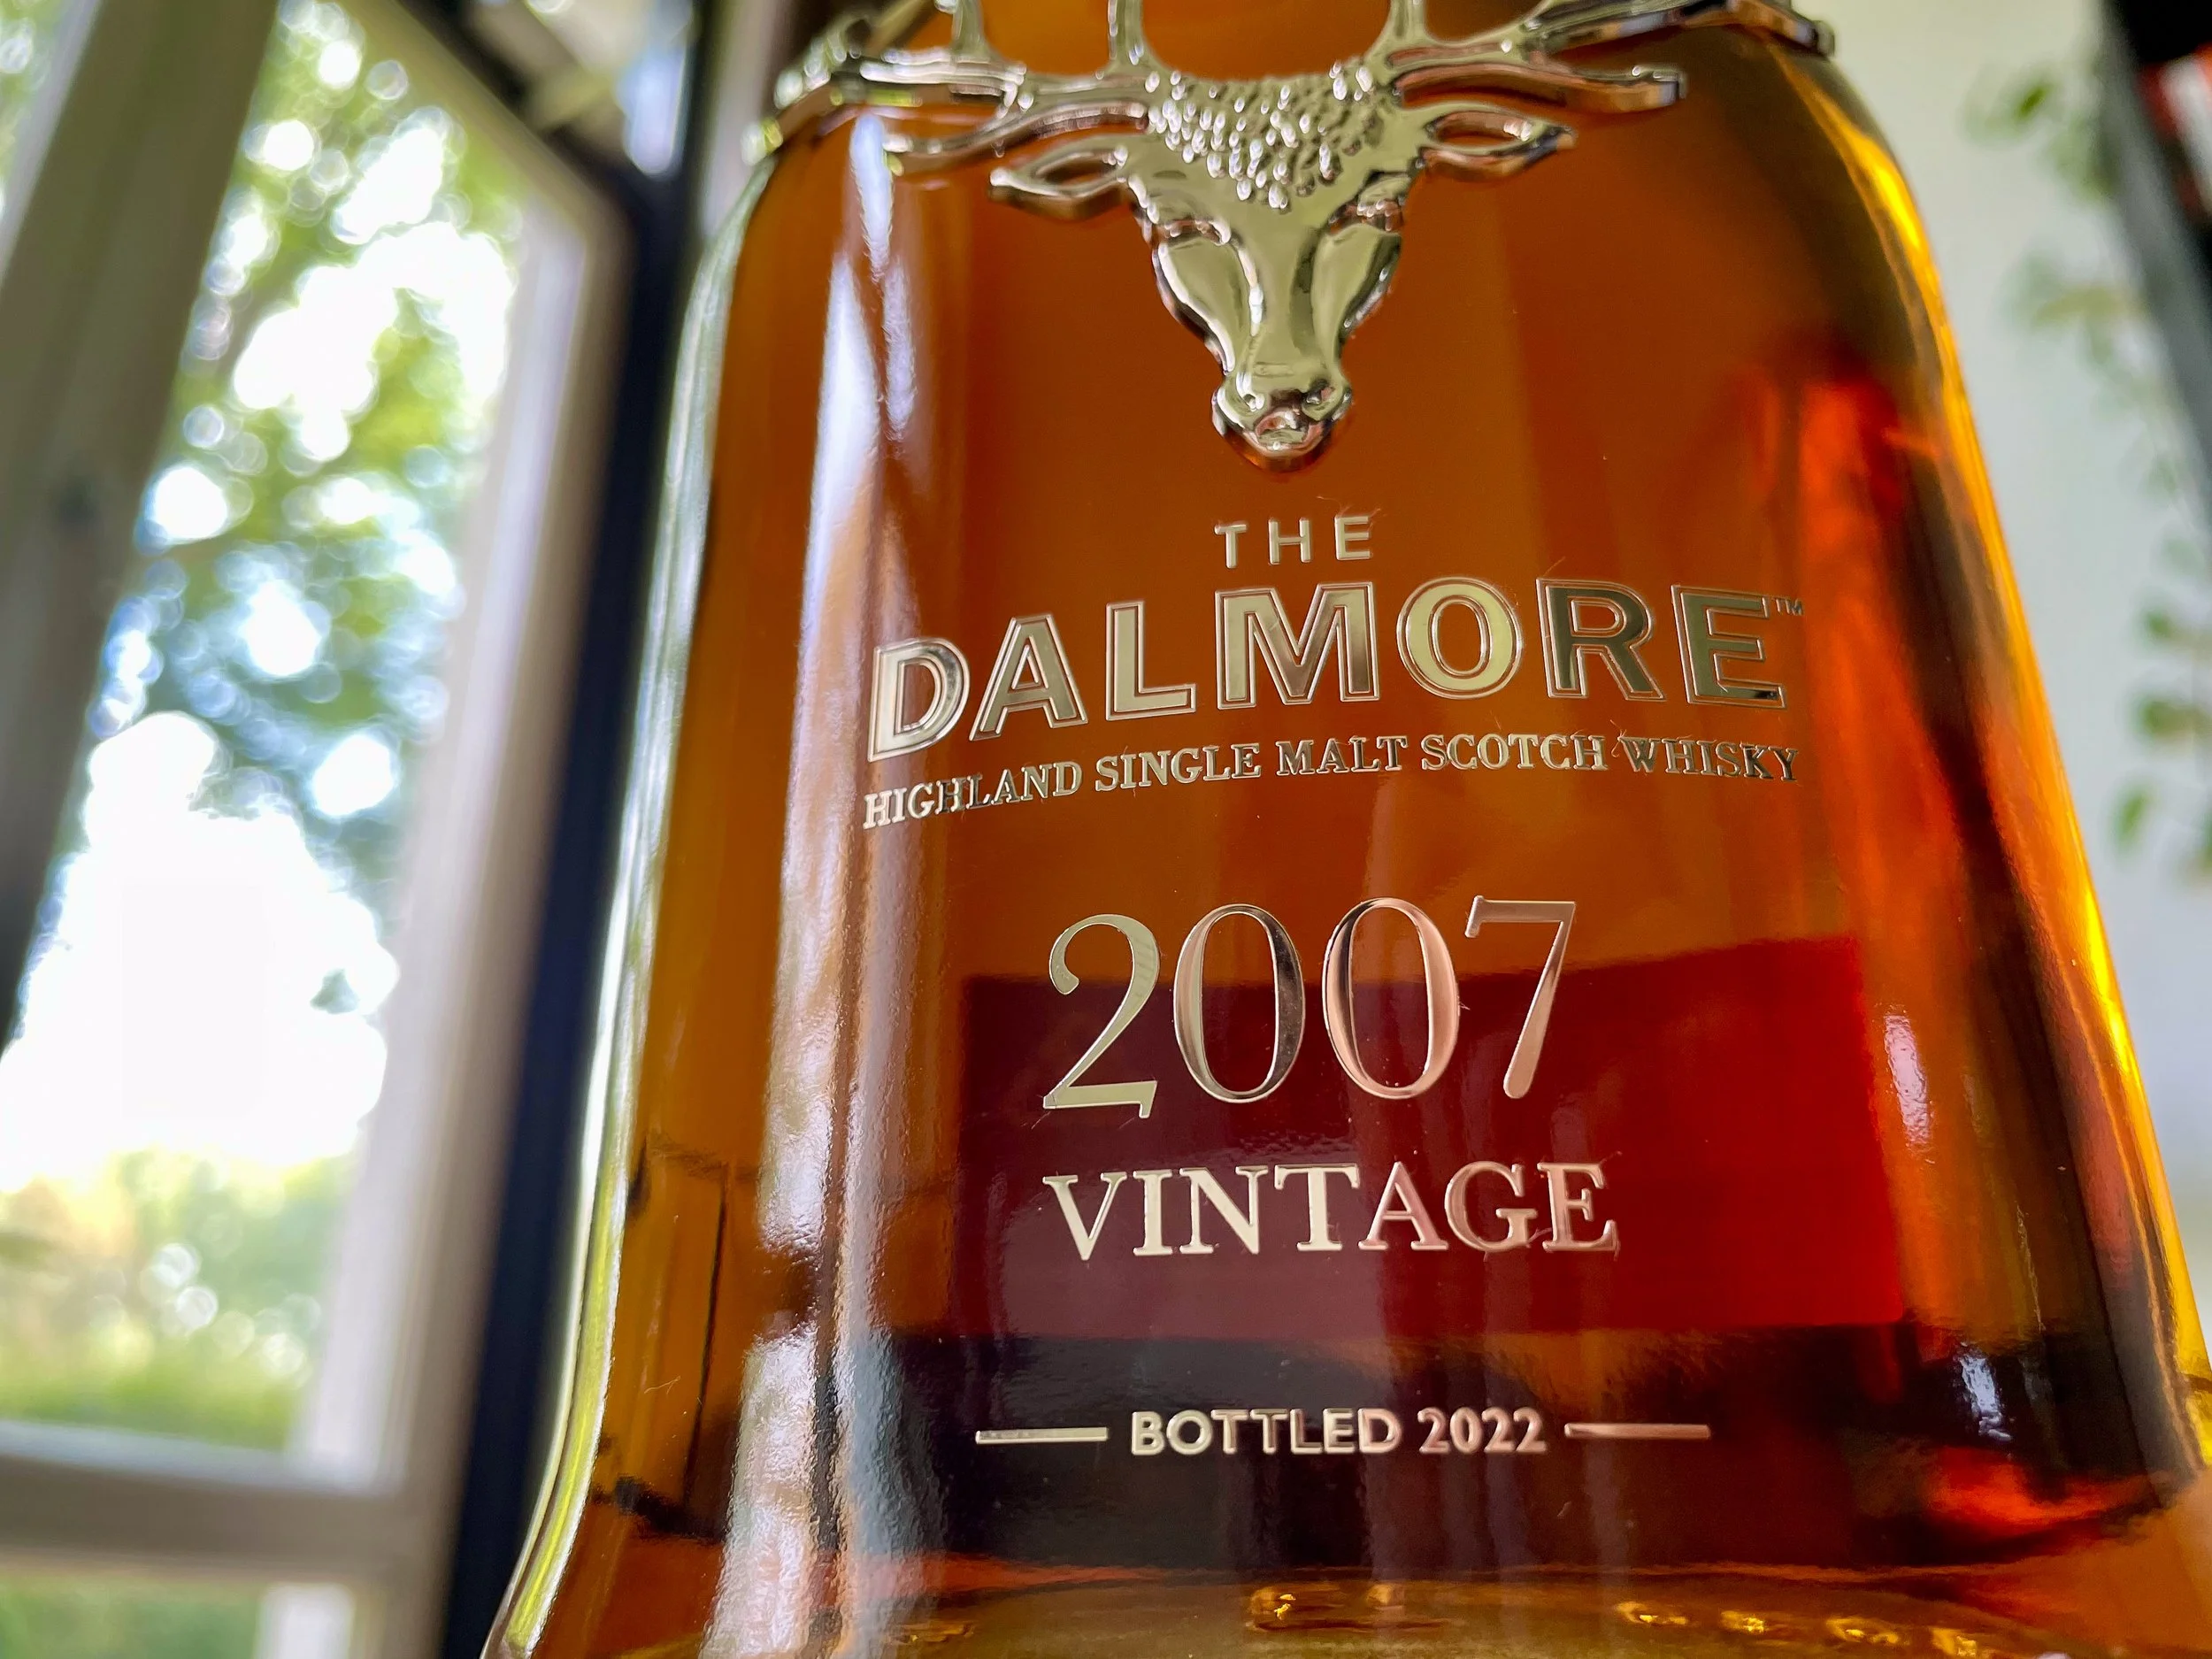 THE
DALMORE™
HIGHLAND SINGLE MALT SCOTCH WHISKY
2007
VINTAGE
BOTTLED 2022